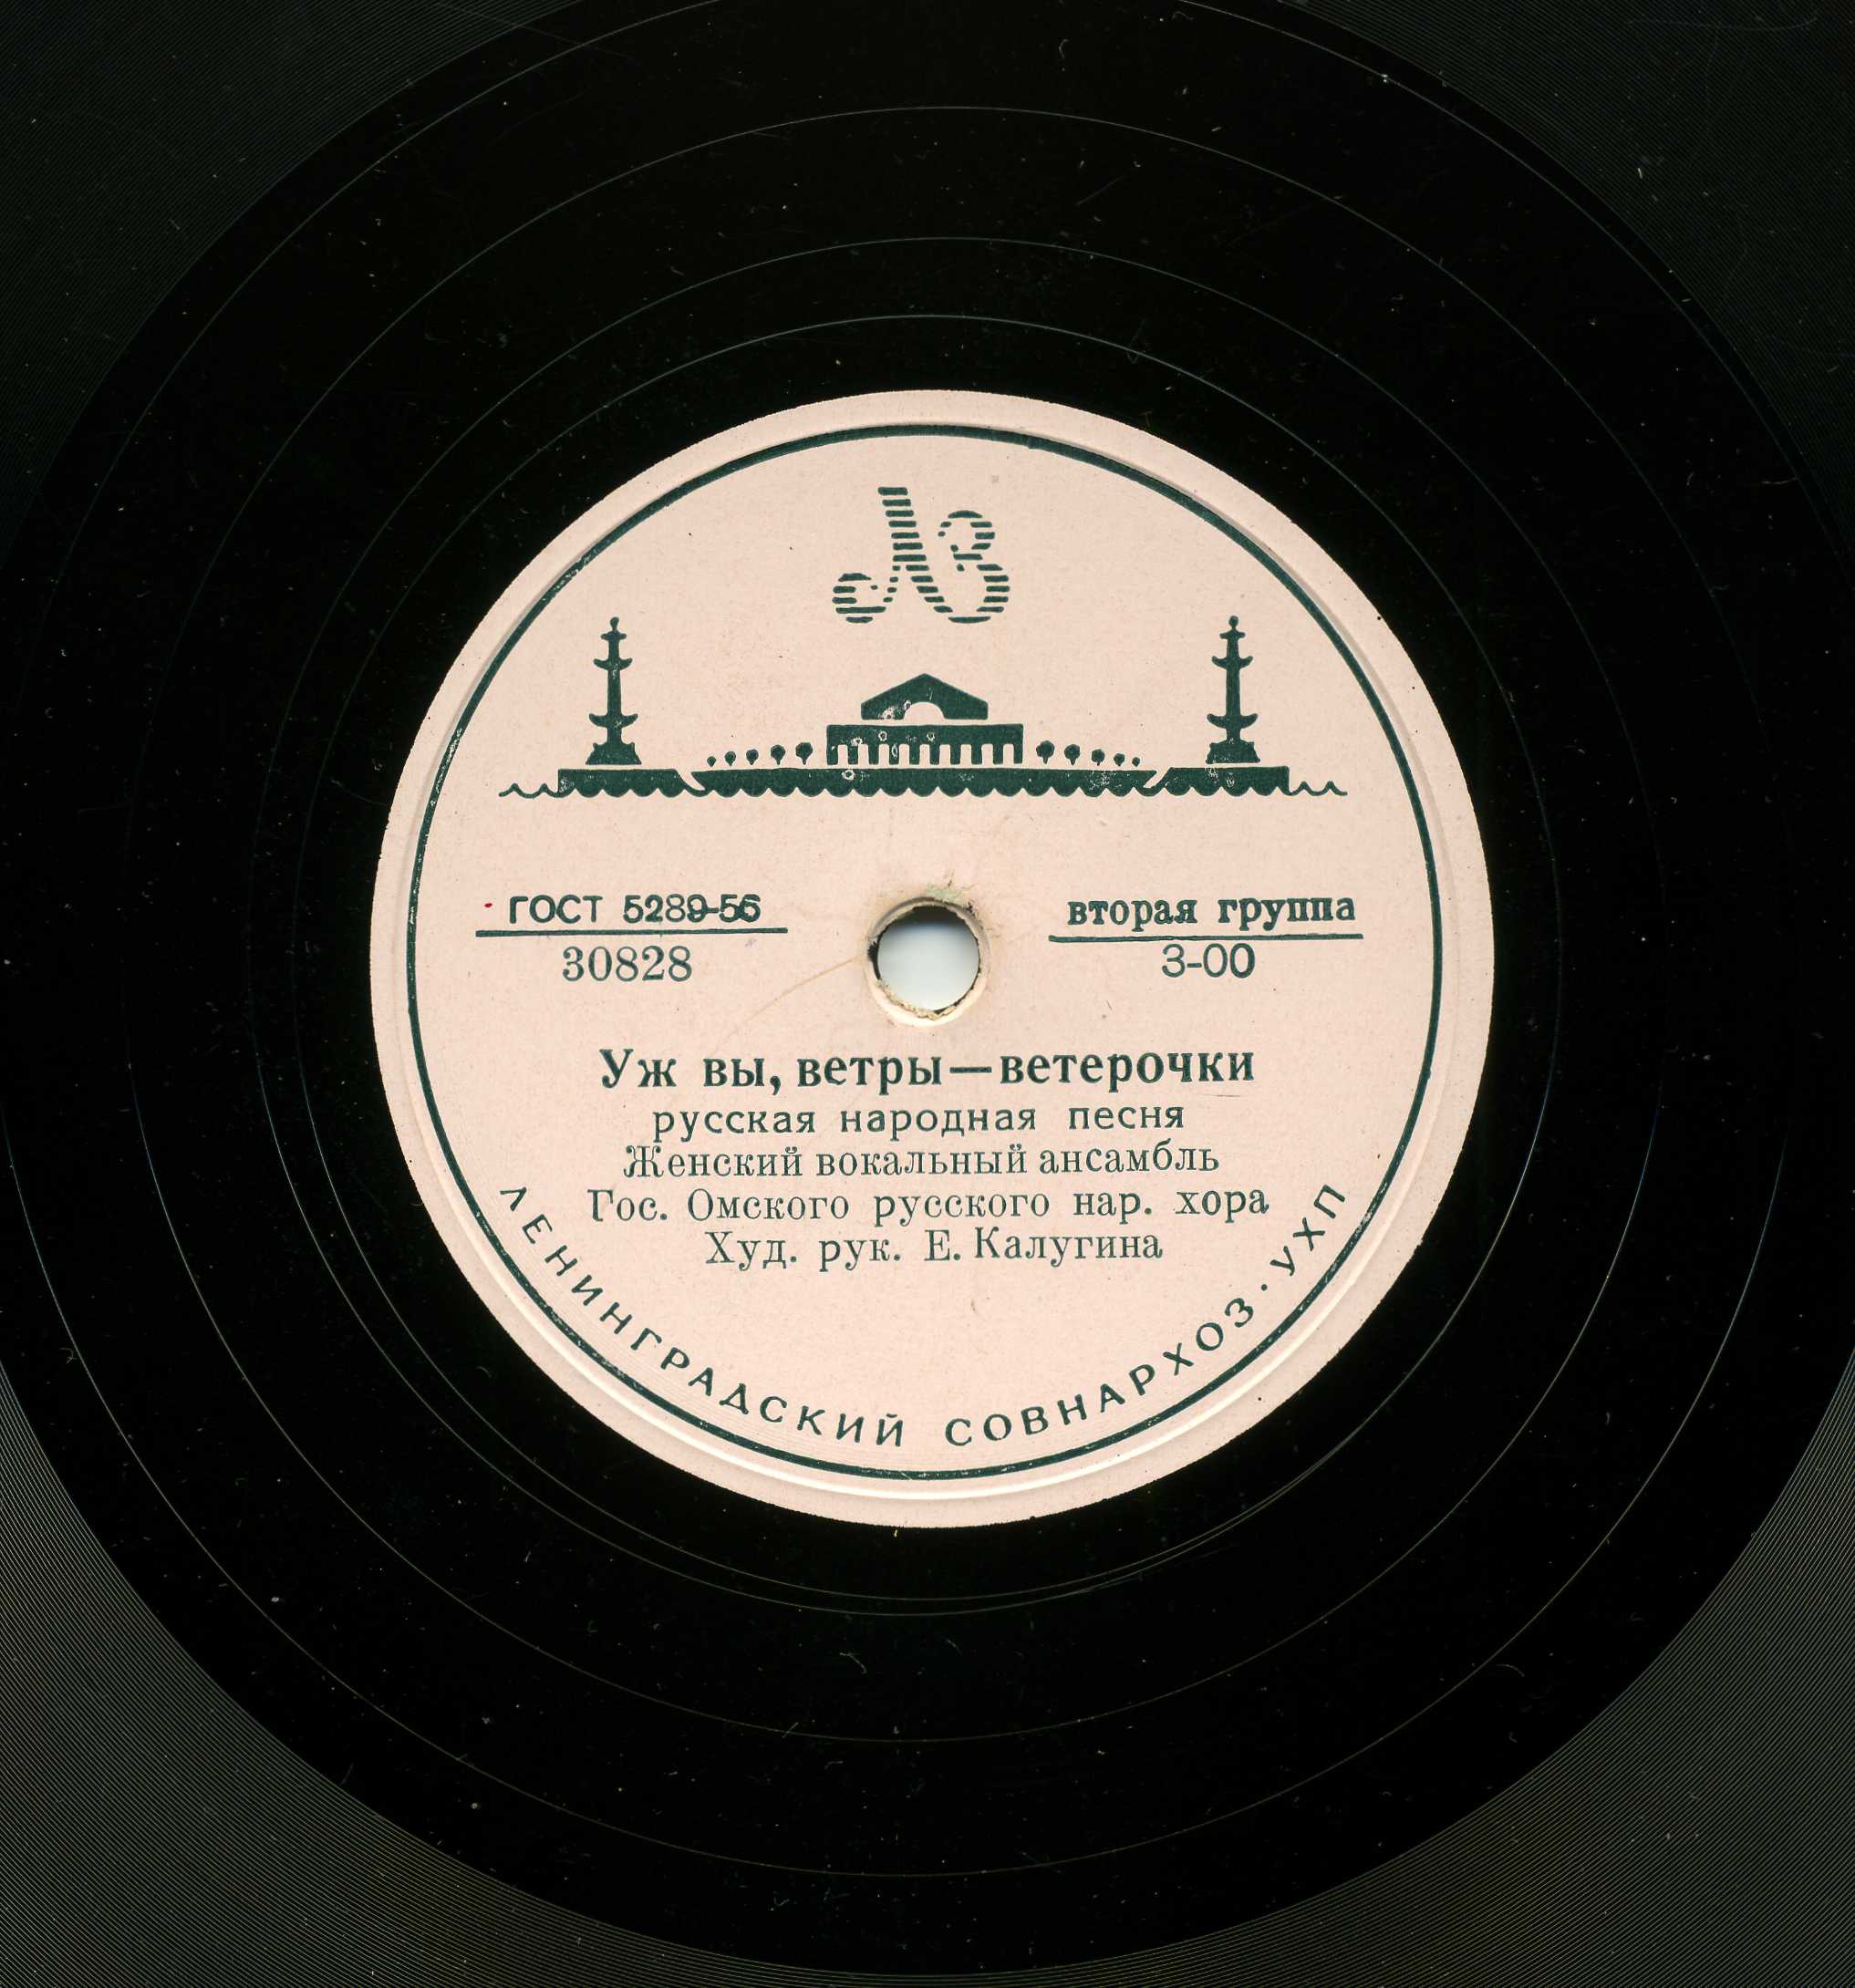 ЛЗ
ГОСТ 5289-56
30828
вторая группа
3-00
Уж вы, ветры—ветерочки
русская народная песня
Женский вокальный ансамбль
Гос. Омского русского нар. хора
Худ. рук. Е. Калугина
ЛЕНИНГРАДСКИЙ СОВНАРХОЗ · УХП